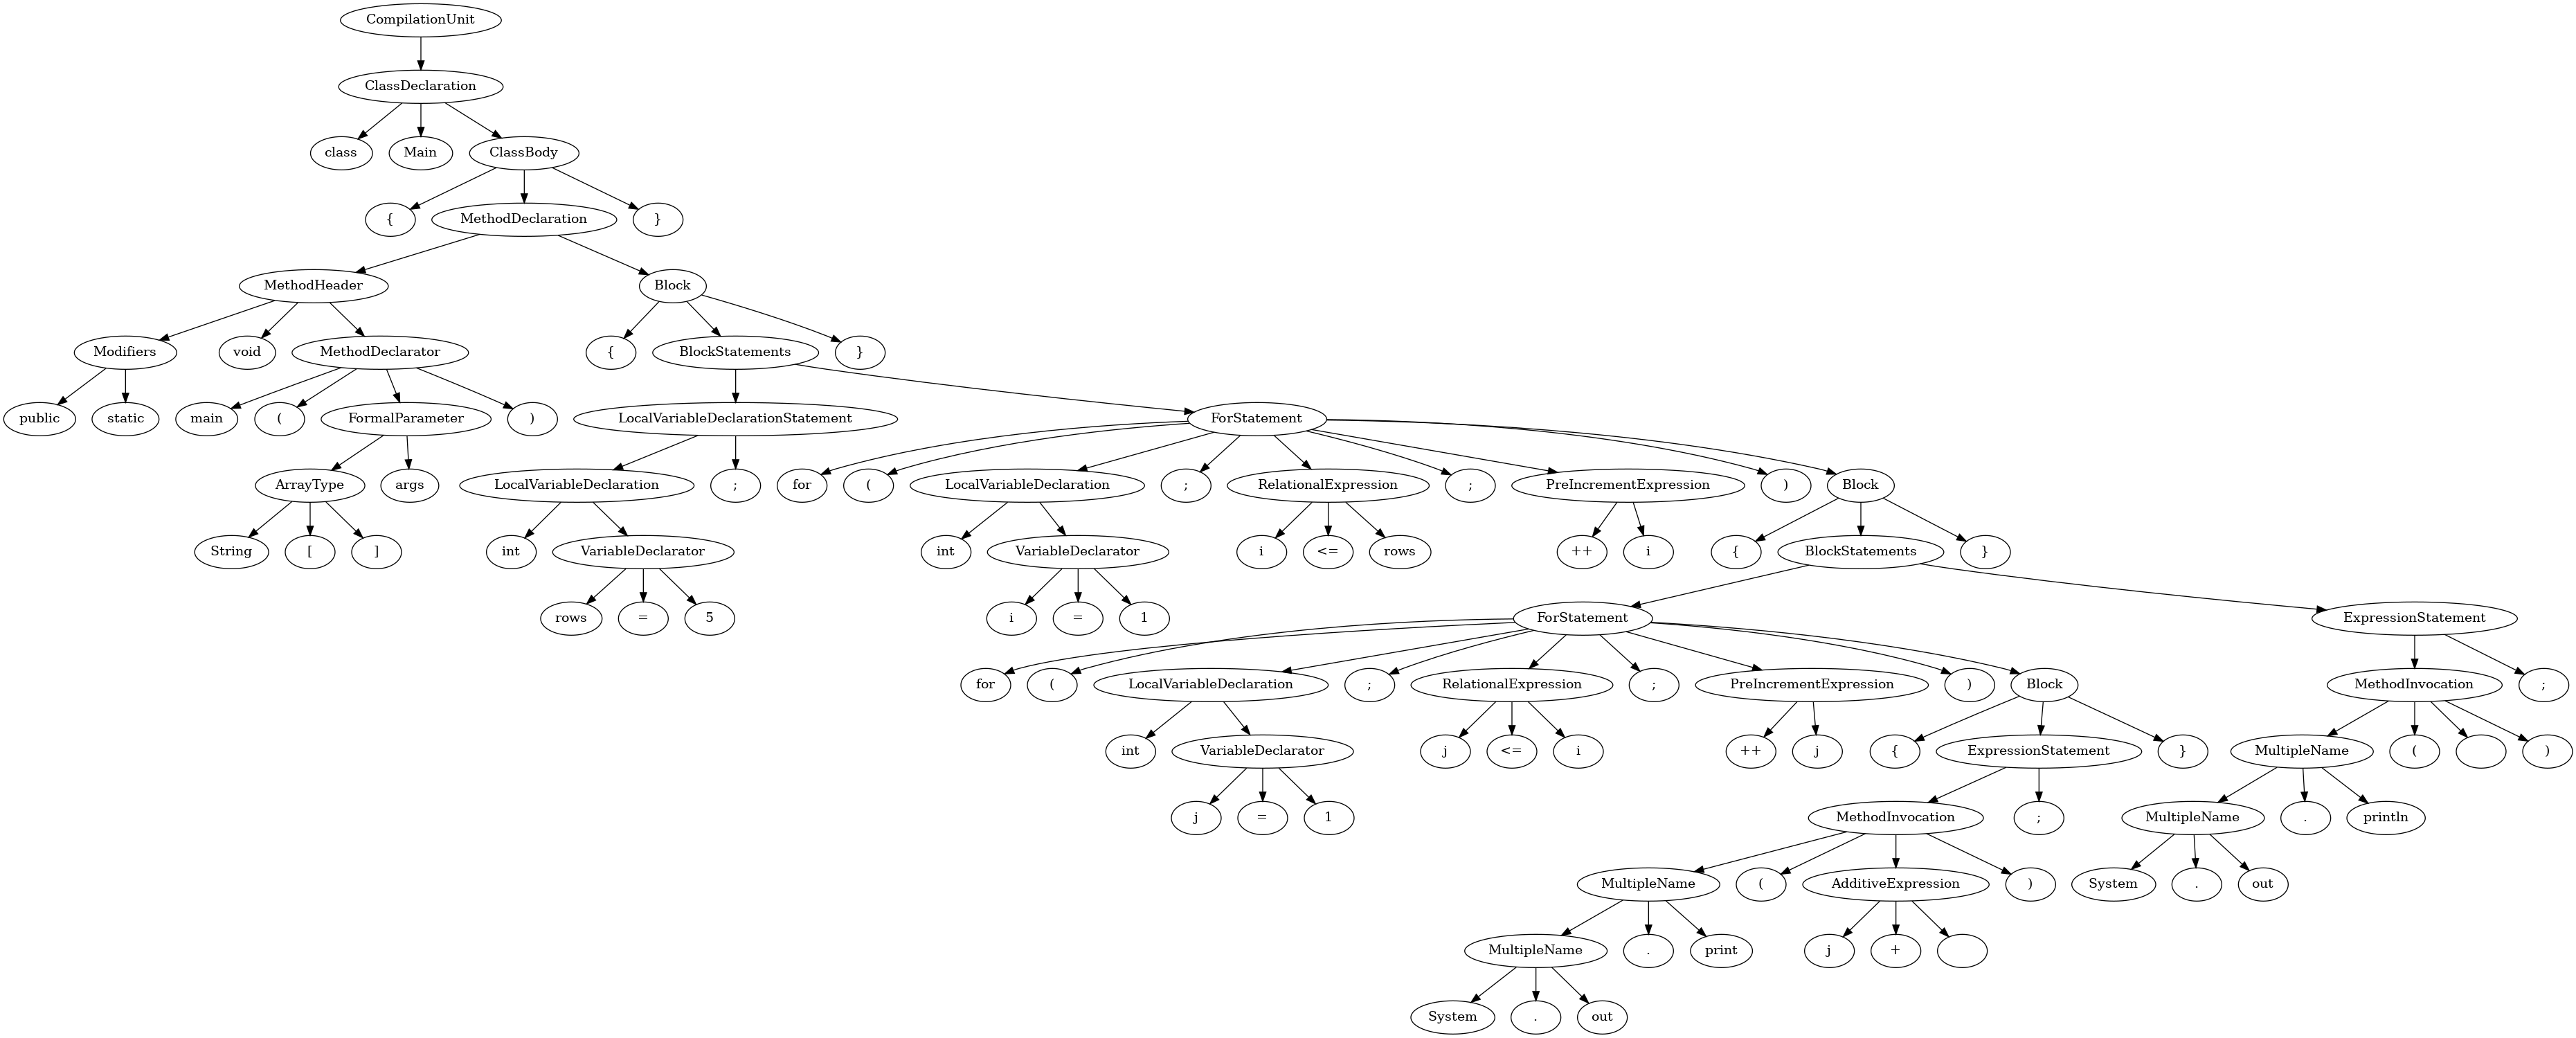 CompilationUnit
ClassDeclaration
class Main ClassBody
{ MethodDeclaration }
MethodHeader Block
Modifiers void MethodDeclarator { BlockStatements }
public static main ( FormalParameter ) LocalVariableDeclarationStatement ForStatement
ArrayType args LocalVariableDeclaration ; for ( LocalVariableDeclaration ; RelationalExpression ; PreIncrementExpression ) Block
String [ ] int VariableDeclarator int VariableDeclarator i <= rows ++ i { BlockStatements }
rows = 5 i = 1 ForStatement ExpressionStatement
for ( LocalVariableDeclaration ; RelationalExpression ; PreIncrementExpression ) Block MethodInvocation ;
int VariableDeclarator j <= i ++ j { ExpressionStatement } MultipleName ( )
j = 1 MethodInvocation ; MultipleName . println
MultipleName ( AdditiveExpression ) System . out
MultipleName . print j +
System . out